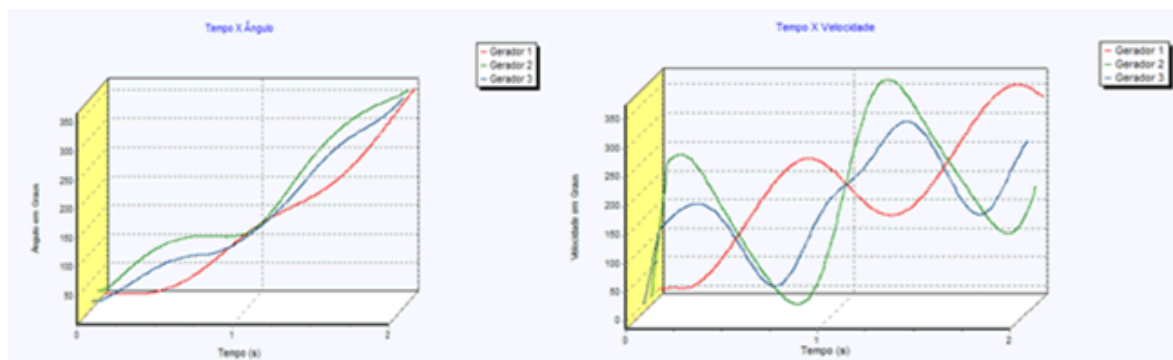 Tempo X Ângulo
Gerador 1
Gerador 2
Gerador 3
350
300
250
200
150
100
50
Ângulo em Graus
0
1
2
Tempo (s)
Tempo X Velocidade
Gerador 1
Gerador 2
Gerador 3
350
300
250
200
150
100
50
0
Velocidade em Graus
0
1
2
Tempo (s)